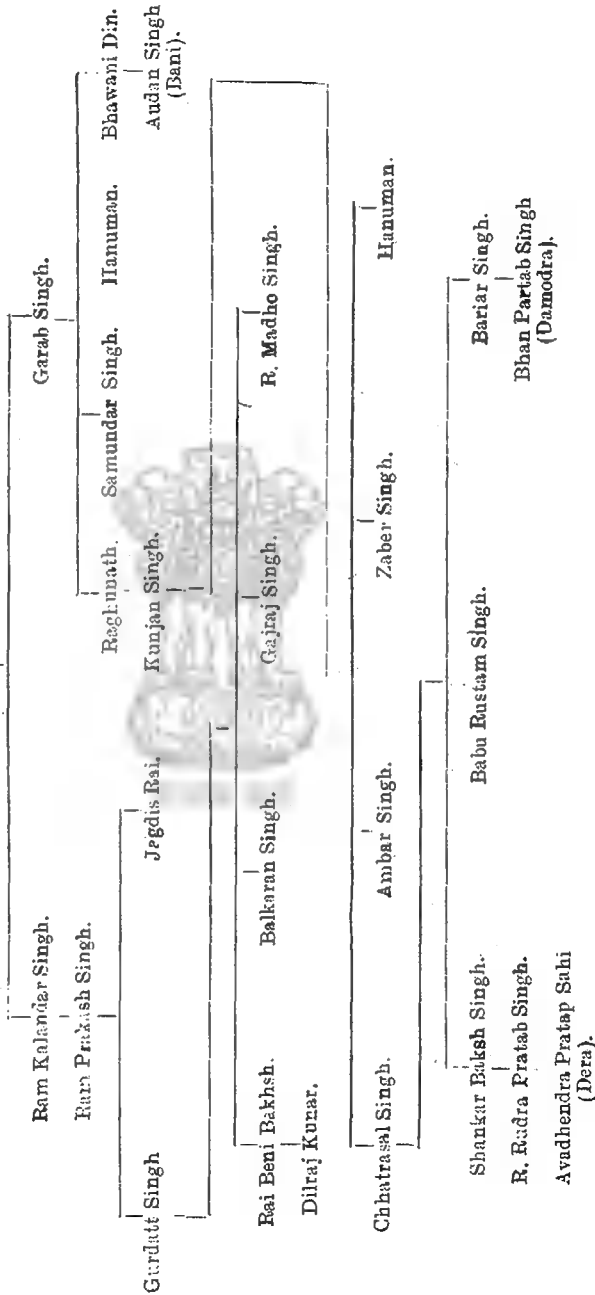 Ram Kalandar Singh. Garab Singh.
Ram Prakash Singh. Raghunath. Samundar Singh. Hanuman. Bhawani Din.
Gurdatt Singh Jegdis Rai. Kunjan Singh. Audan Singh
(Bani).
Rai Beni Bakhsh. Balkaran Singh. Gajraj Singh. R. Madho Singh.
Dilraj Kunar.
Chhatrasal Singh. Ambar Singh. Zaber Singh. Hanuman.
Shankar Baksh Singh. Babu Rustam Singh. Bariar Singh.
R. Rudra Pratab Singh. Bhan Partab Singh
(Damodra).
Avadhendra Pratap Sahi
(Dera).